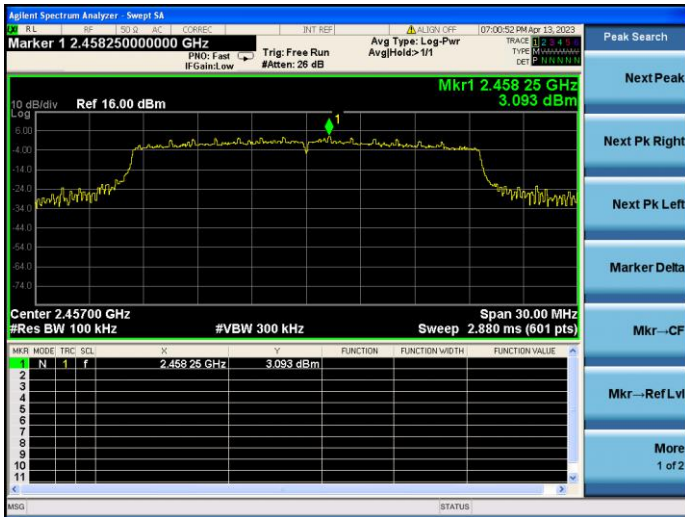 Agilent Spectrum Analyzer - Swept SA
RL RF 50 Ω AC CORREC INT REF ALIGN OFF 07:00:52 PM Apr 13, 2023
Marker 1 2.458250000000 GHz
PNO: Fast
IFGain:Low
Trig: Free Run
#Atten: 26 dB
Avg Type: Log-Pwr
Avg|Hold:>1/1
TRACE 1 2 3 4 5 6
TYPE M
DET P N N N N N
Peak Search
Mkr1 2.458 25 GHz
3.093 dBm
10 dB/div
Log
Ref 16.00 dBm
1
6.00
-4.00
-14.0
-24.0
-34.0
-44.0
-54.0
-64.0
-74.0
Center 2.45700 GHz
Span 30.00 MHz
#Res BW 100 kHz
#VBW 300 kHz
Sweep 2.880 ms (601 pts)
MKR MODE TRC SCL X Y FUNCTION FUNCTION WIDTH FUNCTION VALUE
1 N 1 f 2.458 25 GHz 3.093 dBm
2
3
4
5
6
7
8
9
10
11
MSG
STATUS
Next Peak
Next Pk Right
Next Pk Left
Marker Delta
Mkr→CF
Mkr→Ref Lvl
More
1 of 2